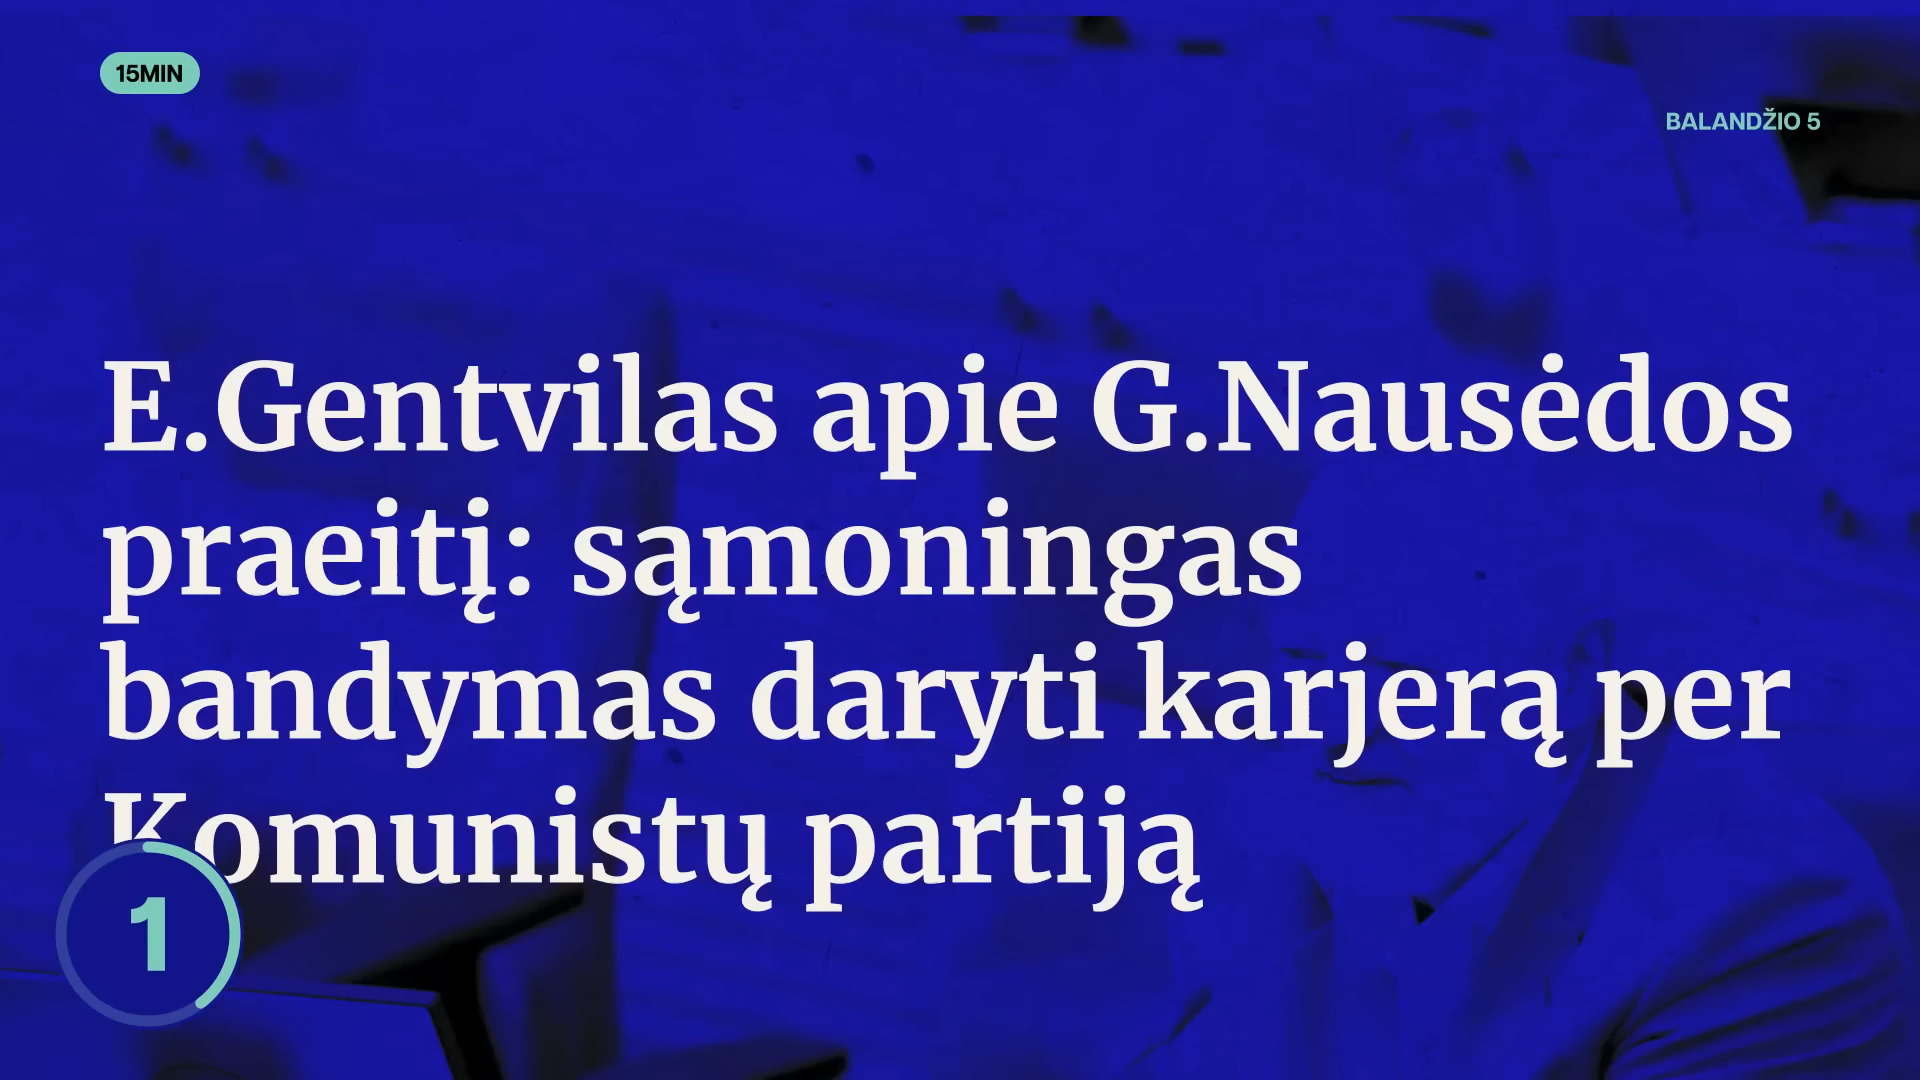 15MIN
BALANDŽIO 5
E.Gentvilas apie G.Nausėdos
praeitį: sąmoningas
bandymas daryti karjerą per
Komunistų partiją
1